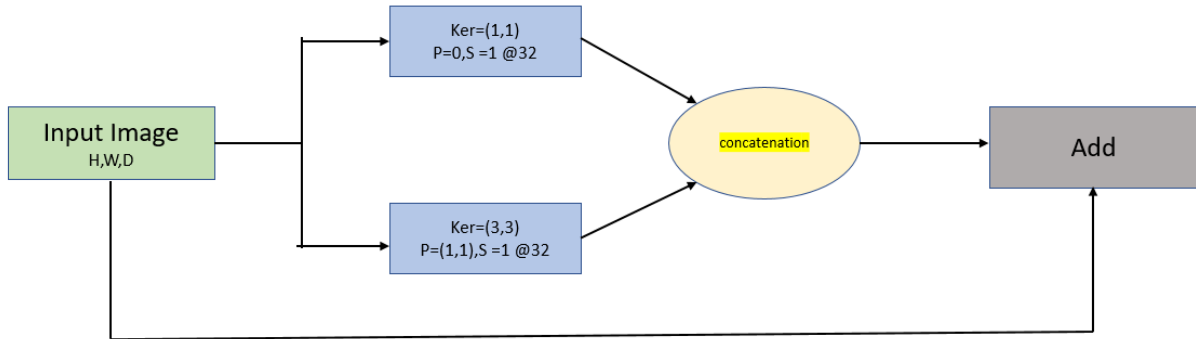 Input Image
H,W,D
Ker=(1,1)
P=0,S =1 @32
Ker=(3,3)
P=(1,1),S =1 @32
concatenation
Add